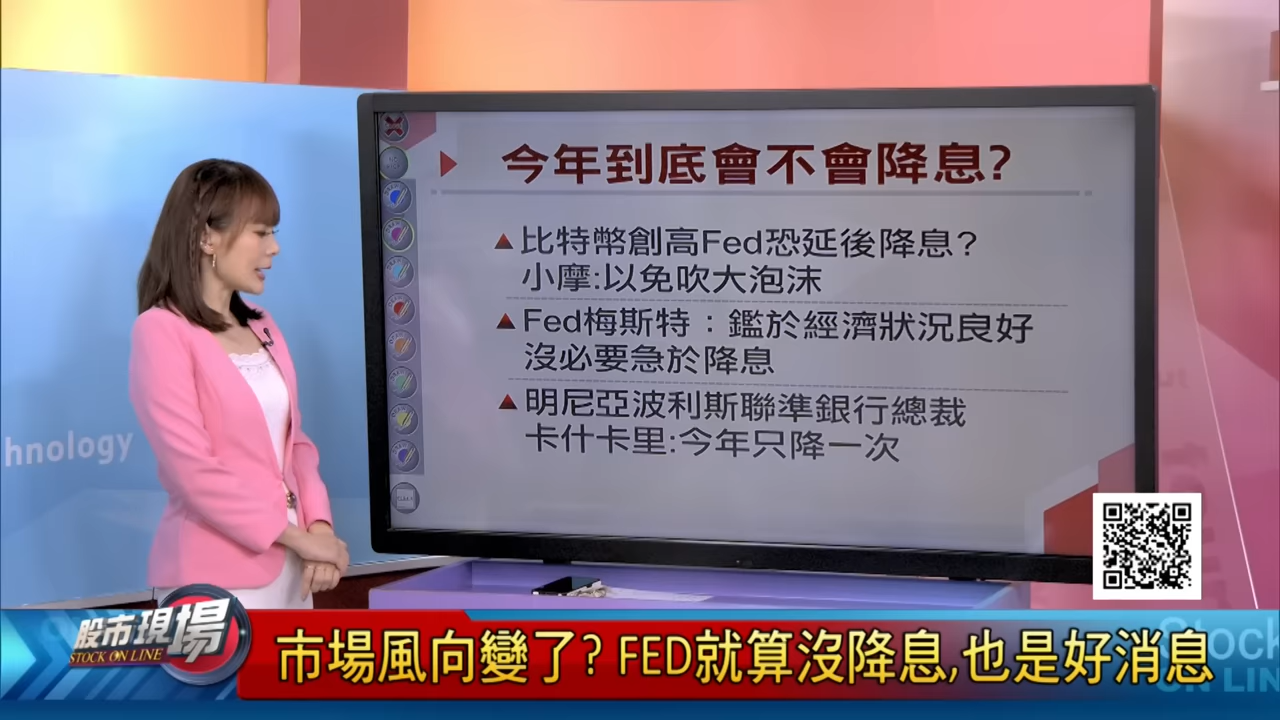 今年到底會不會降息?
▲比特幣創高Fed恐延後降息?
小摩:以免吹大泡沫
▲Fed梅斯特：鑑於經濟狀況良好
沒必要急於降息
▲明尼亞波利斯聯準銀行總裁
卡什卡里:今年只降一次
hnology
股市現場
STOCK ON LINE
市場風向變了? FED就算沒降息,也是好消息
Stock
ON LIN